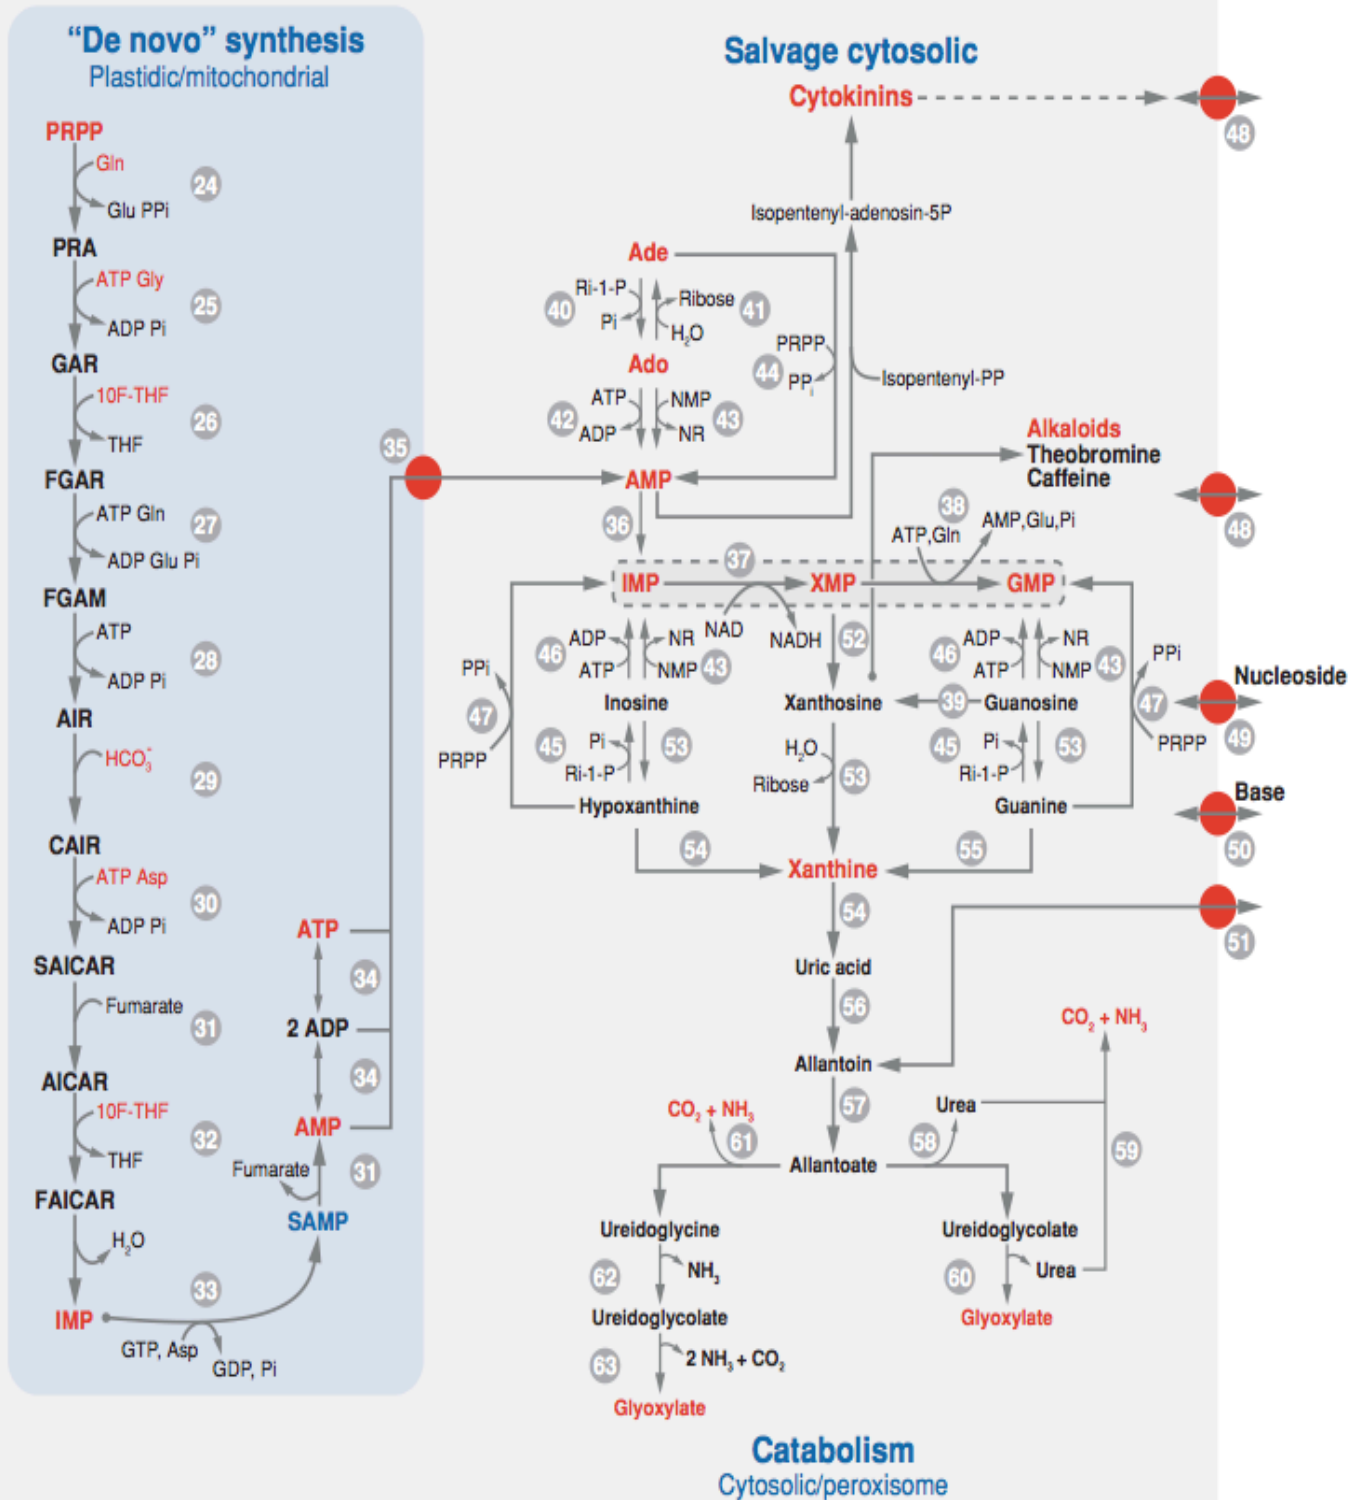 “De novo” synthesis
Plastidic/mitochondrial
PRPP
Gln
24
Glu PPi
PRA
ATP Gly
25
ADP Pi
GAR
10F-THF
26
THF
FGAR
ATP Gln
27
ADP Glu Pi
FGAM
ATP
28
ADP Pi
AIR
HCO₃⁻
29
CAIR
ATP Asp
30
ADP Pi
SAICAR
Fumarate
31
AICAR
10F-THF
32
THF
FAICAR
H₂O
IMP
33
GTP, Asp
GDP, Pi
SAMP
Fumarate
31
AMP
34
2 ADP
34
ATP
35
Salvage cytosolic
Cytokinins
48
Isopentenyl-adenosin-5P
Ade
Ri-1-P
40
Pi
Ribose
41
H₂O
Ado
PRPP
44
PPi
Isopentenyl-PP
ATP
42
ADP
NMP
43
NR
AMP
36
Alkaloids
Theobromine
Caffeine
48
38
ATP,Gln
AMP,Glu,Pi
37
IMP
XMP
GMP
NAD
NADH
52
ADP
46
ATP
NR
NMP
43
ADP
46
ATP
NR
NMP
43
PPi
47
PRPP
PPi
47
PRPP
Inosine
Xanthosine
39
Guanosine
Nucleoside
49
45
Pi
Ri-1-P
53
H₂O
Ribose
53
45
Pi
Ri-1-P
53
Hypoxanthine
Guanine
Base
50
54
Xanthine
55
54
51
Uric acid
56
Allantoin
57
CO₂ + NH₃
61
Allantoate
58
Urea
CO₂ + NH₃
59
Ureidoglycine
62
NH₃
Ureidoglycolate
63
2 NH₃ + CO₂
Glyoxylate
Ureidoglycolate
60
Urea
Glyoxylate
Catabolism
Cytosolic/peroxisome